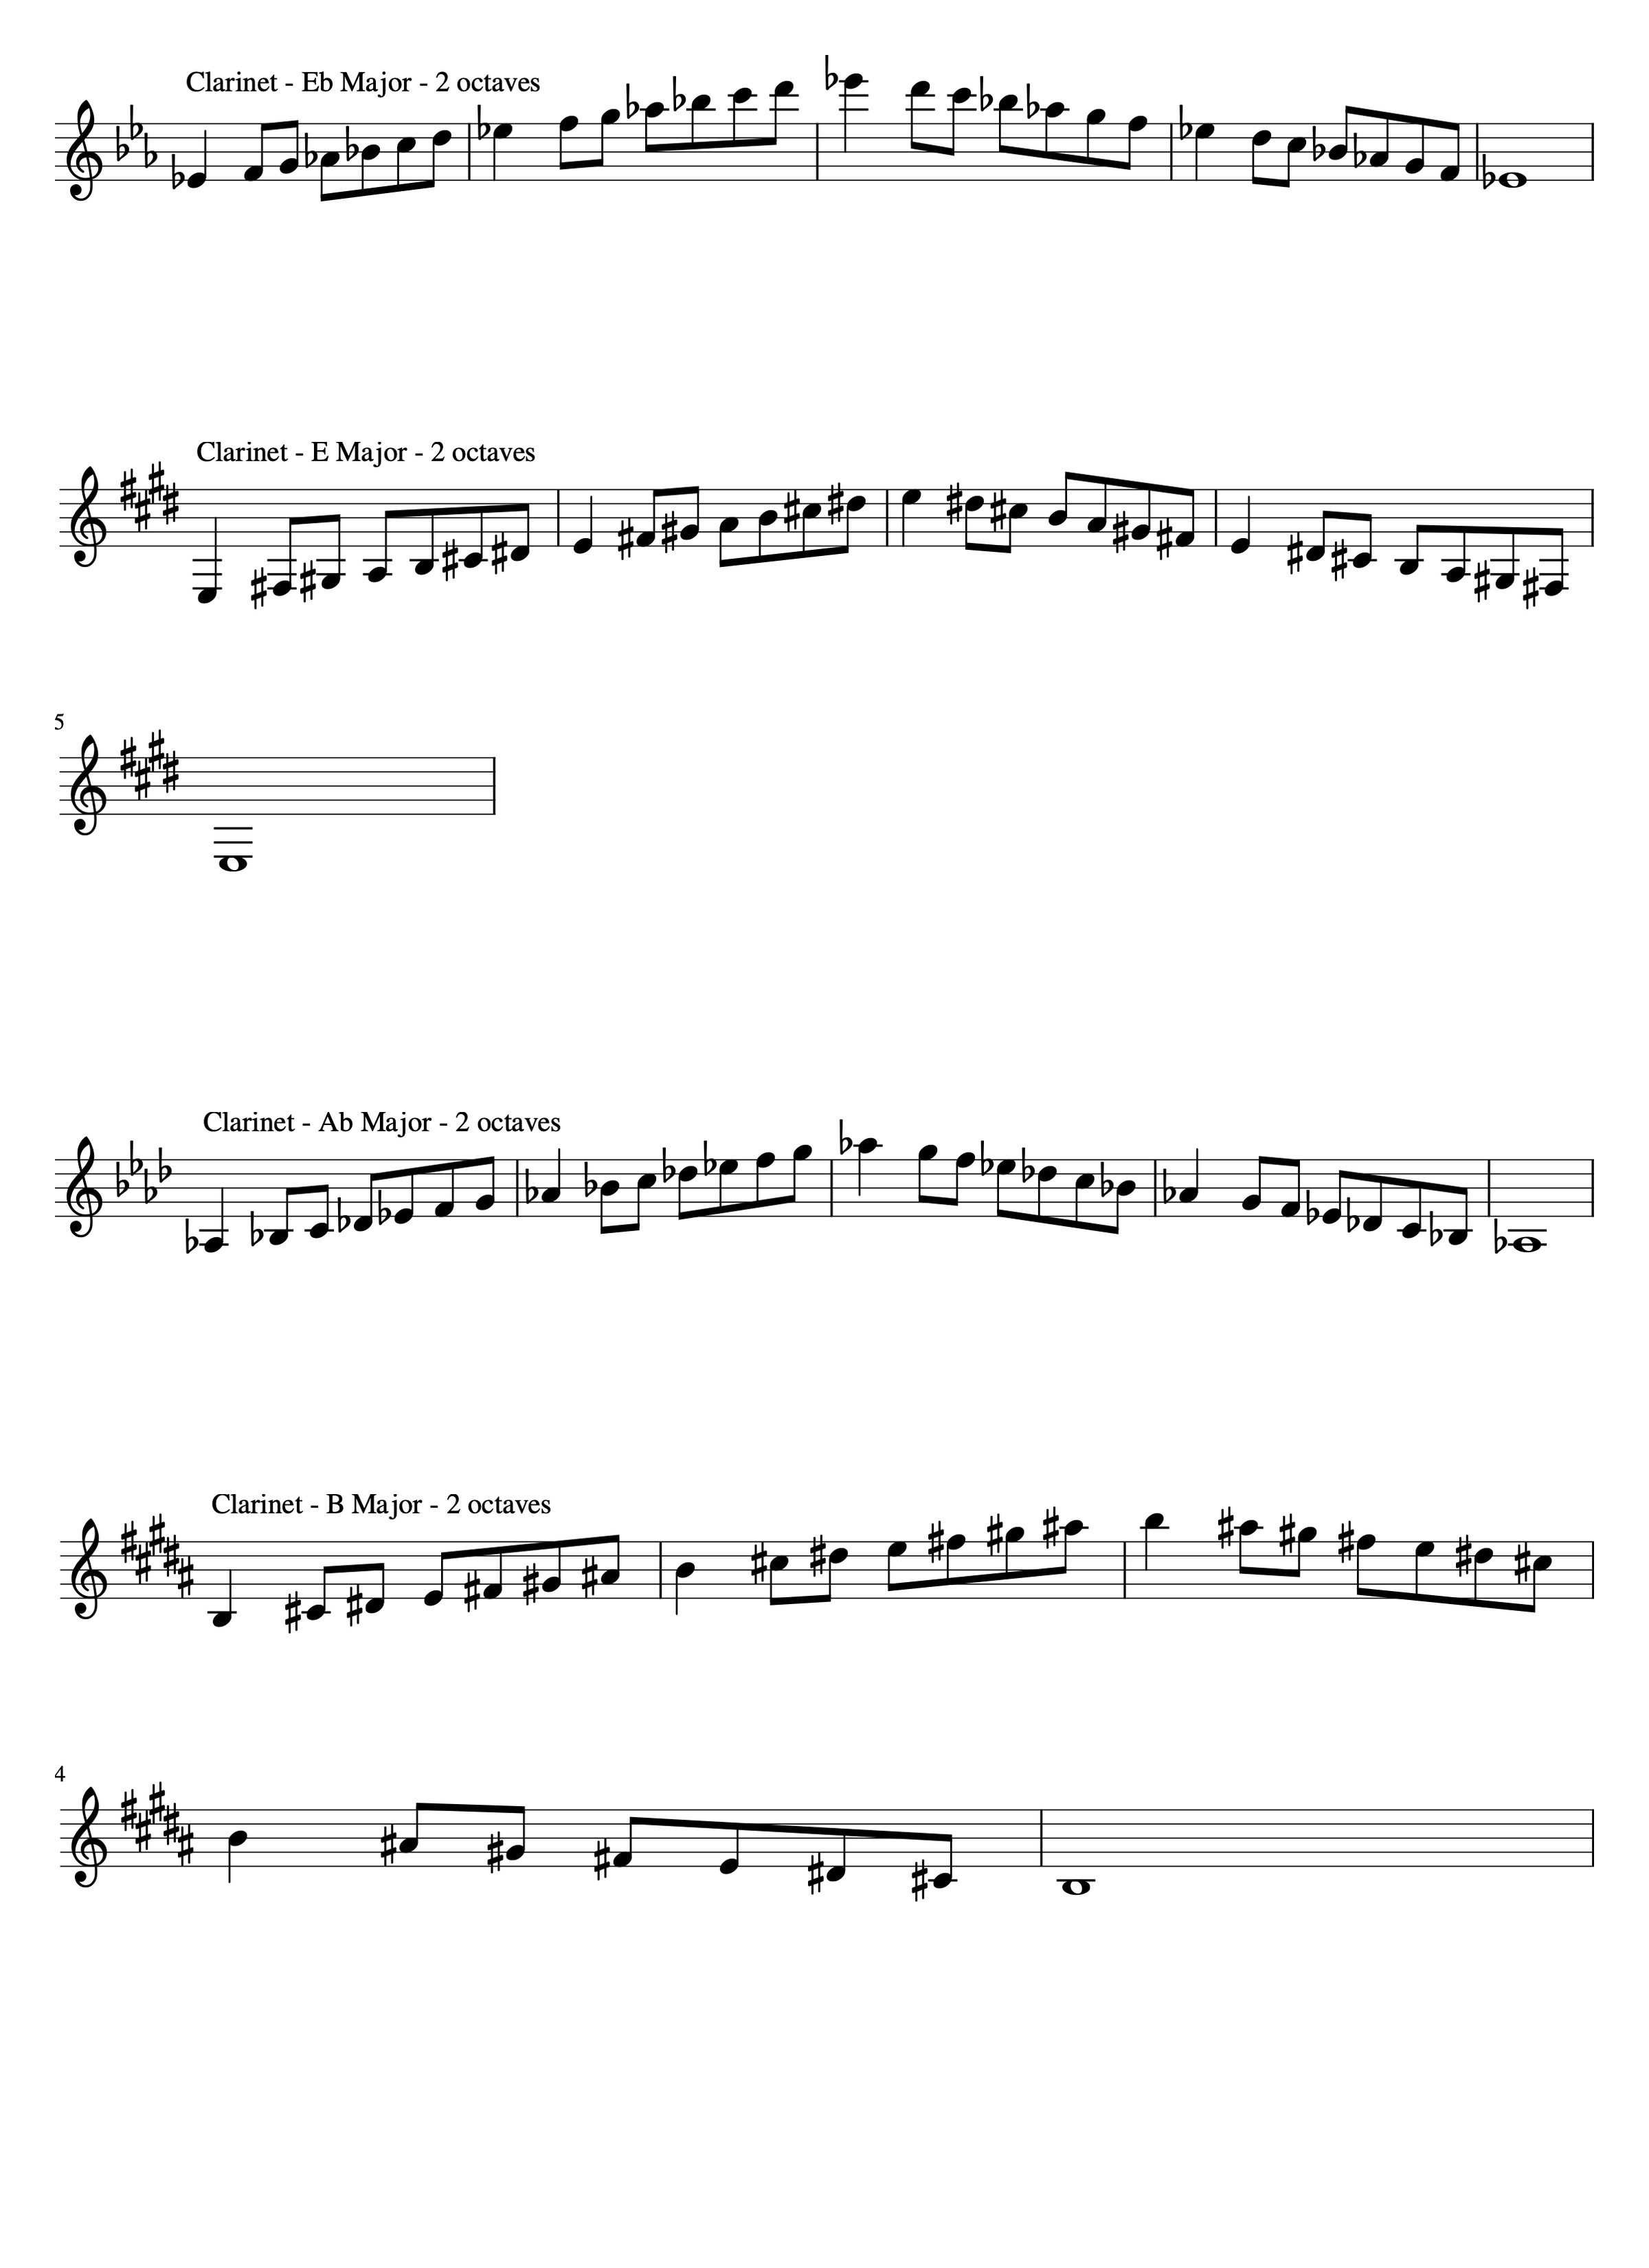 Clarinet - Eb Major - 2 octaves
Clarinet - E Major - 2 octaves
5
Clarinet - Ab Major - 2 octaves
Clarinet - B Major - 2 octaves
4